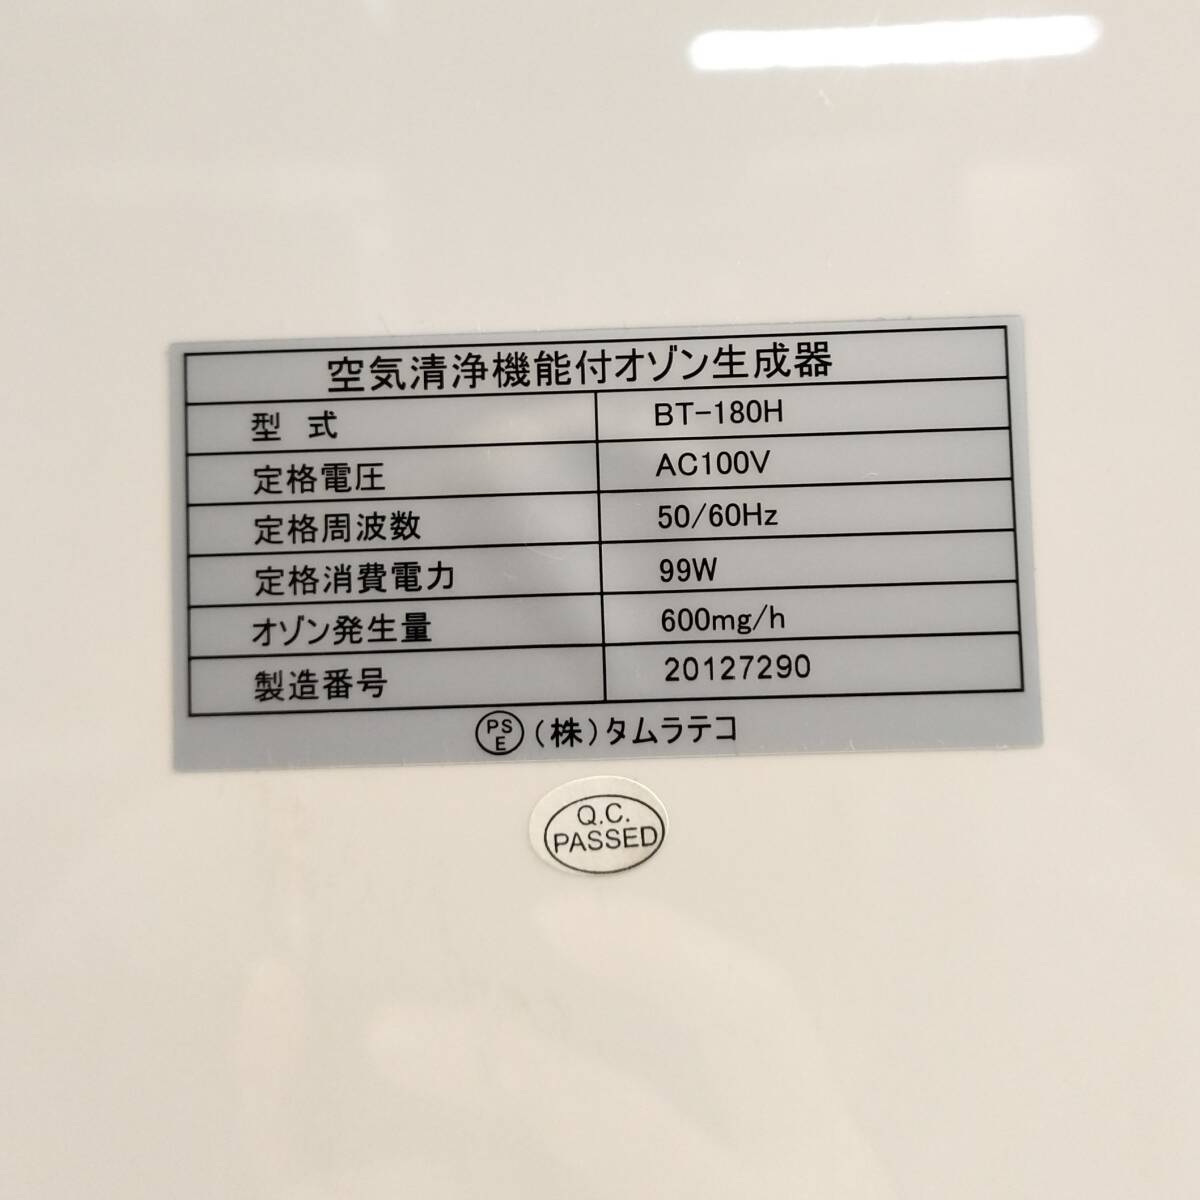 空気清浄機能付オゾン生成器
型 式 BT-180H
定格電圧 AC100V
定格周波数 50/60Hz
定格消費電力 99W
オゾン発生量 600mg/h
製造番号 20127290
PSE (株)タムラテコ
Q.C.
PASSED